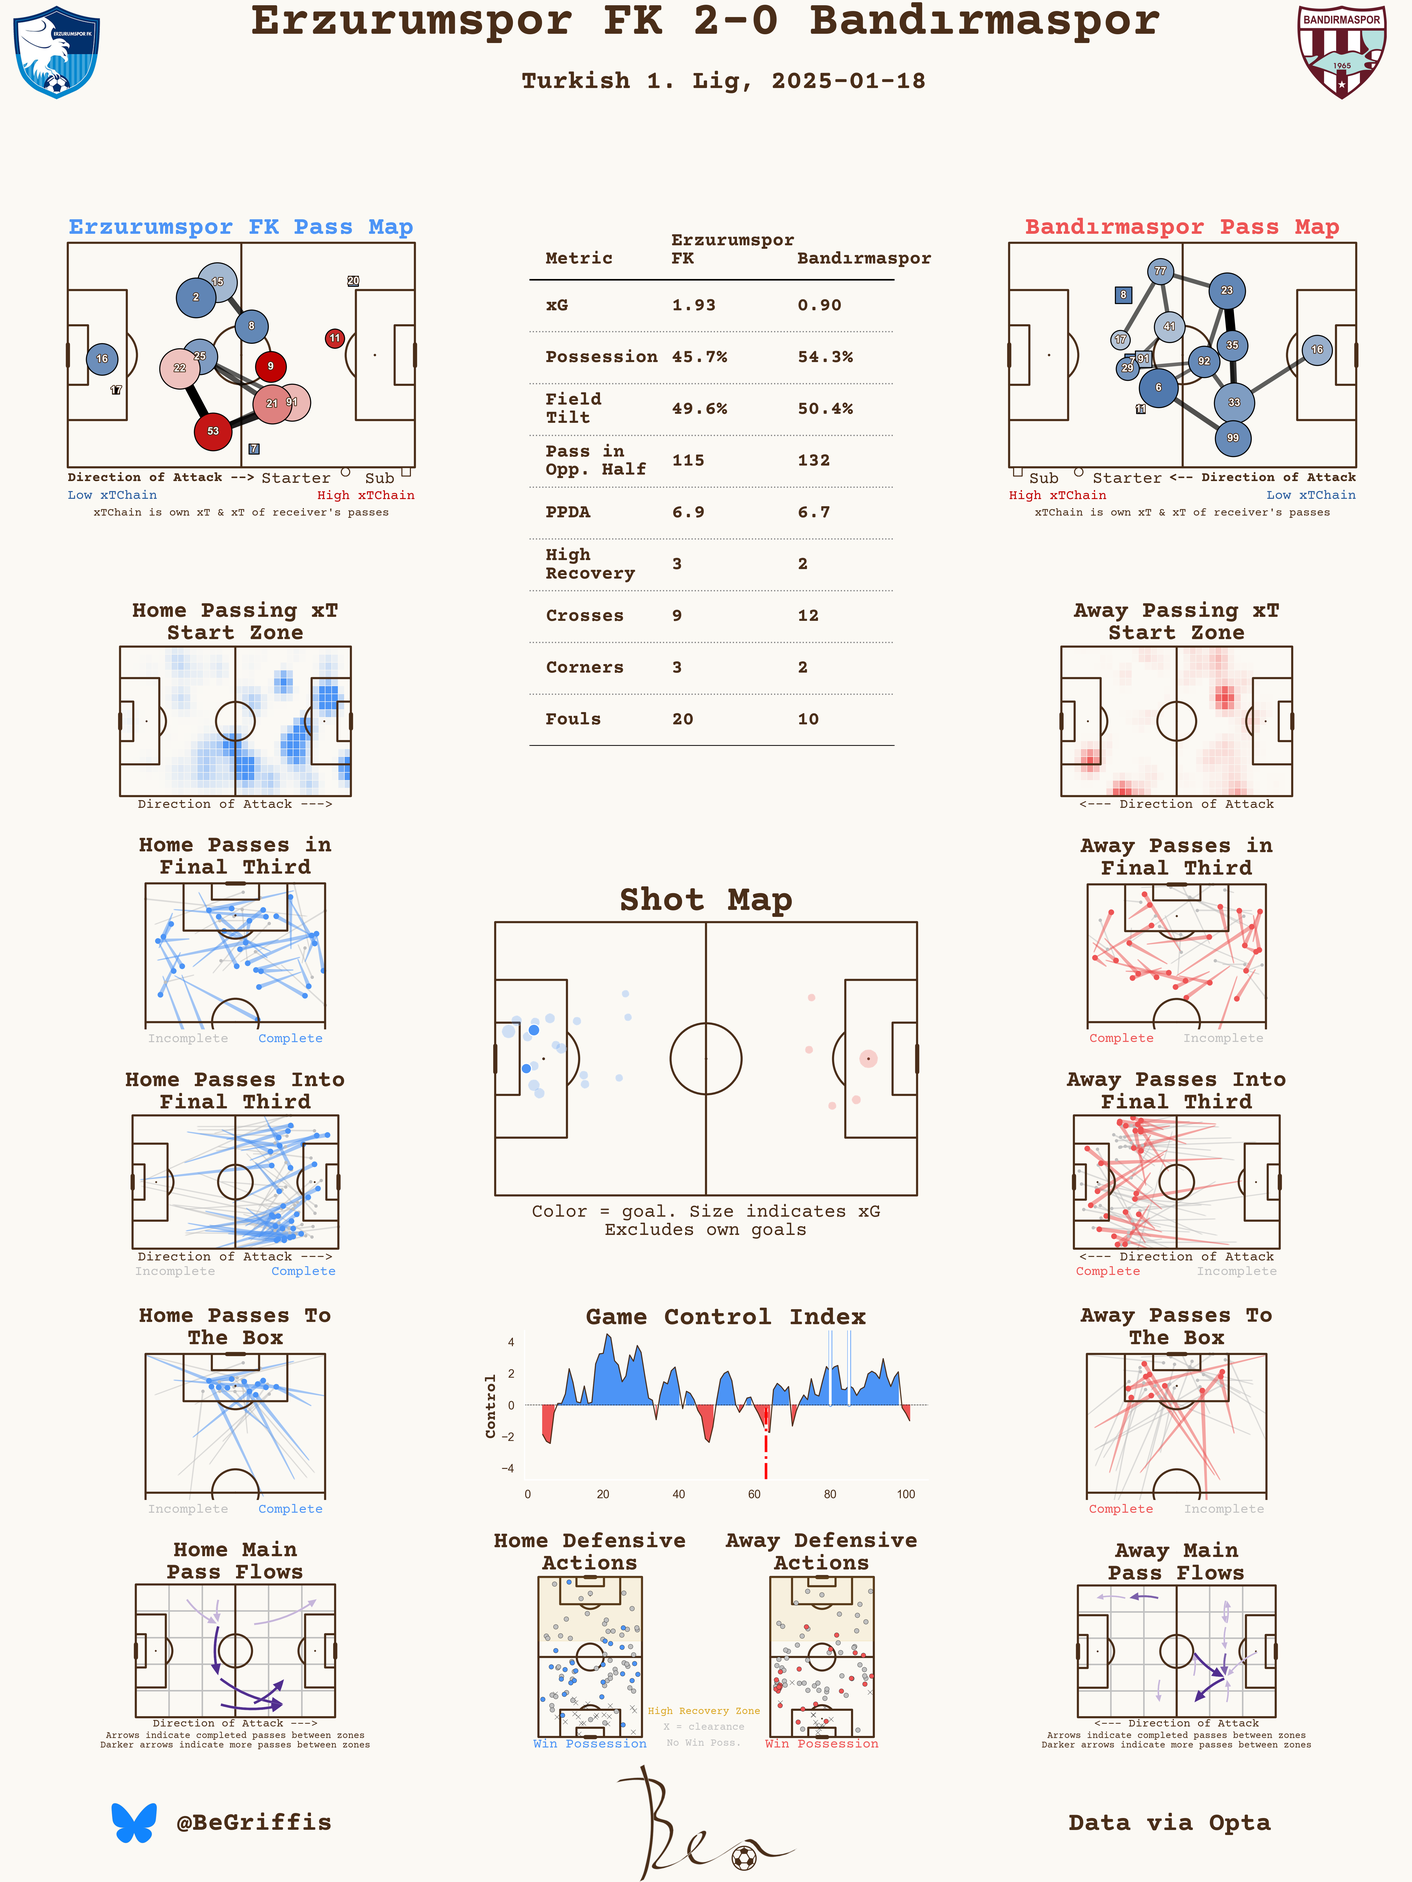 Erzurumspor FK 2-0 Bandırmaspor
Turkish 1. Lig, 2025-01-18
ERZURUMSPOR FK
BANDIRMASPOR
1965
Erzurumspor FK Pass Map
15
2
8
25
22
16
17
9
11
20
21
91
53
7
Direction of Attack --> Starter Sub
Low xTChain High xTChain
xTChain is own xT & xT of receiver's passes
Metric Erzurumspor FK Bandırmaspor
xG 1.93 0.90
Possession 45.7% 54.3%
Field Tilt 49.6% 50.4%
Pass in Opp. Half 115 132
PPDA 6.9 6.7
High Recovery 3 2
Crosses 9 12
Corners 3 2
Fouls 20 10
Bandırmaspor Pass Map
77
8
23
41
17
35
7
91
29
92
16
6
11
33
99
Sub Starter <-- Direction of Attack
High xTChain Low xTChain
xTChain is own xT & xT of receiver's passes
Home Passing xT
Start Zone
Direction of Attack --->
Away Passing xT
Start Zone
<--- Direction of Attack
Home Passes in
Final Third
Incomplete Complete
Away Passes in
Final Third
Complete Incomplete
Shot Map
Color = goal. Size indicates xG
Excludes own goals
Home Passes Into
Final Third
Direction of Attack --->
Incomplete Complete
Away Passes Into
Final Third
<--- Direction of Attack
Complete Incomplete
Home Passes To
The Box
Incomplete Complete
Game Control Index
Control
4
2
0
−2
−4
0 20 40 60 80 100
Away Passes To
The Box
Complete Incomplete
Home Main
Pass Flows
Direction of Attack --->
Arrows indicate completed passes between zones
Darker arrows indicate more passes between zones
Home Defensive
Actions
Win Possession
Away Defensive
Actions
Win Possession
High Recovery Zone
X = clearance
No Win Poss.
Away Main
Pass Flows
<--- Direction of Attack
Arrows indicate completed passes between zones
Darker arrows indicate more passes between zones
@BeGriffis
Ben
Data via Opta